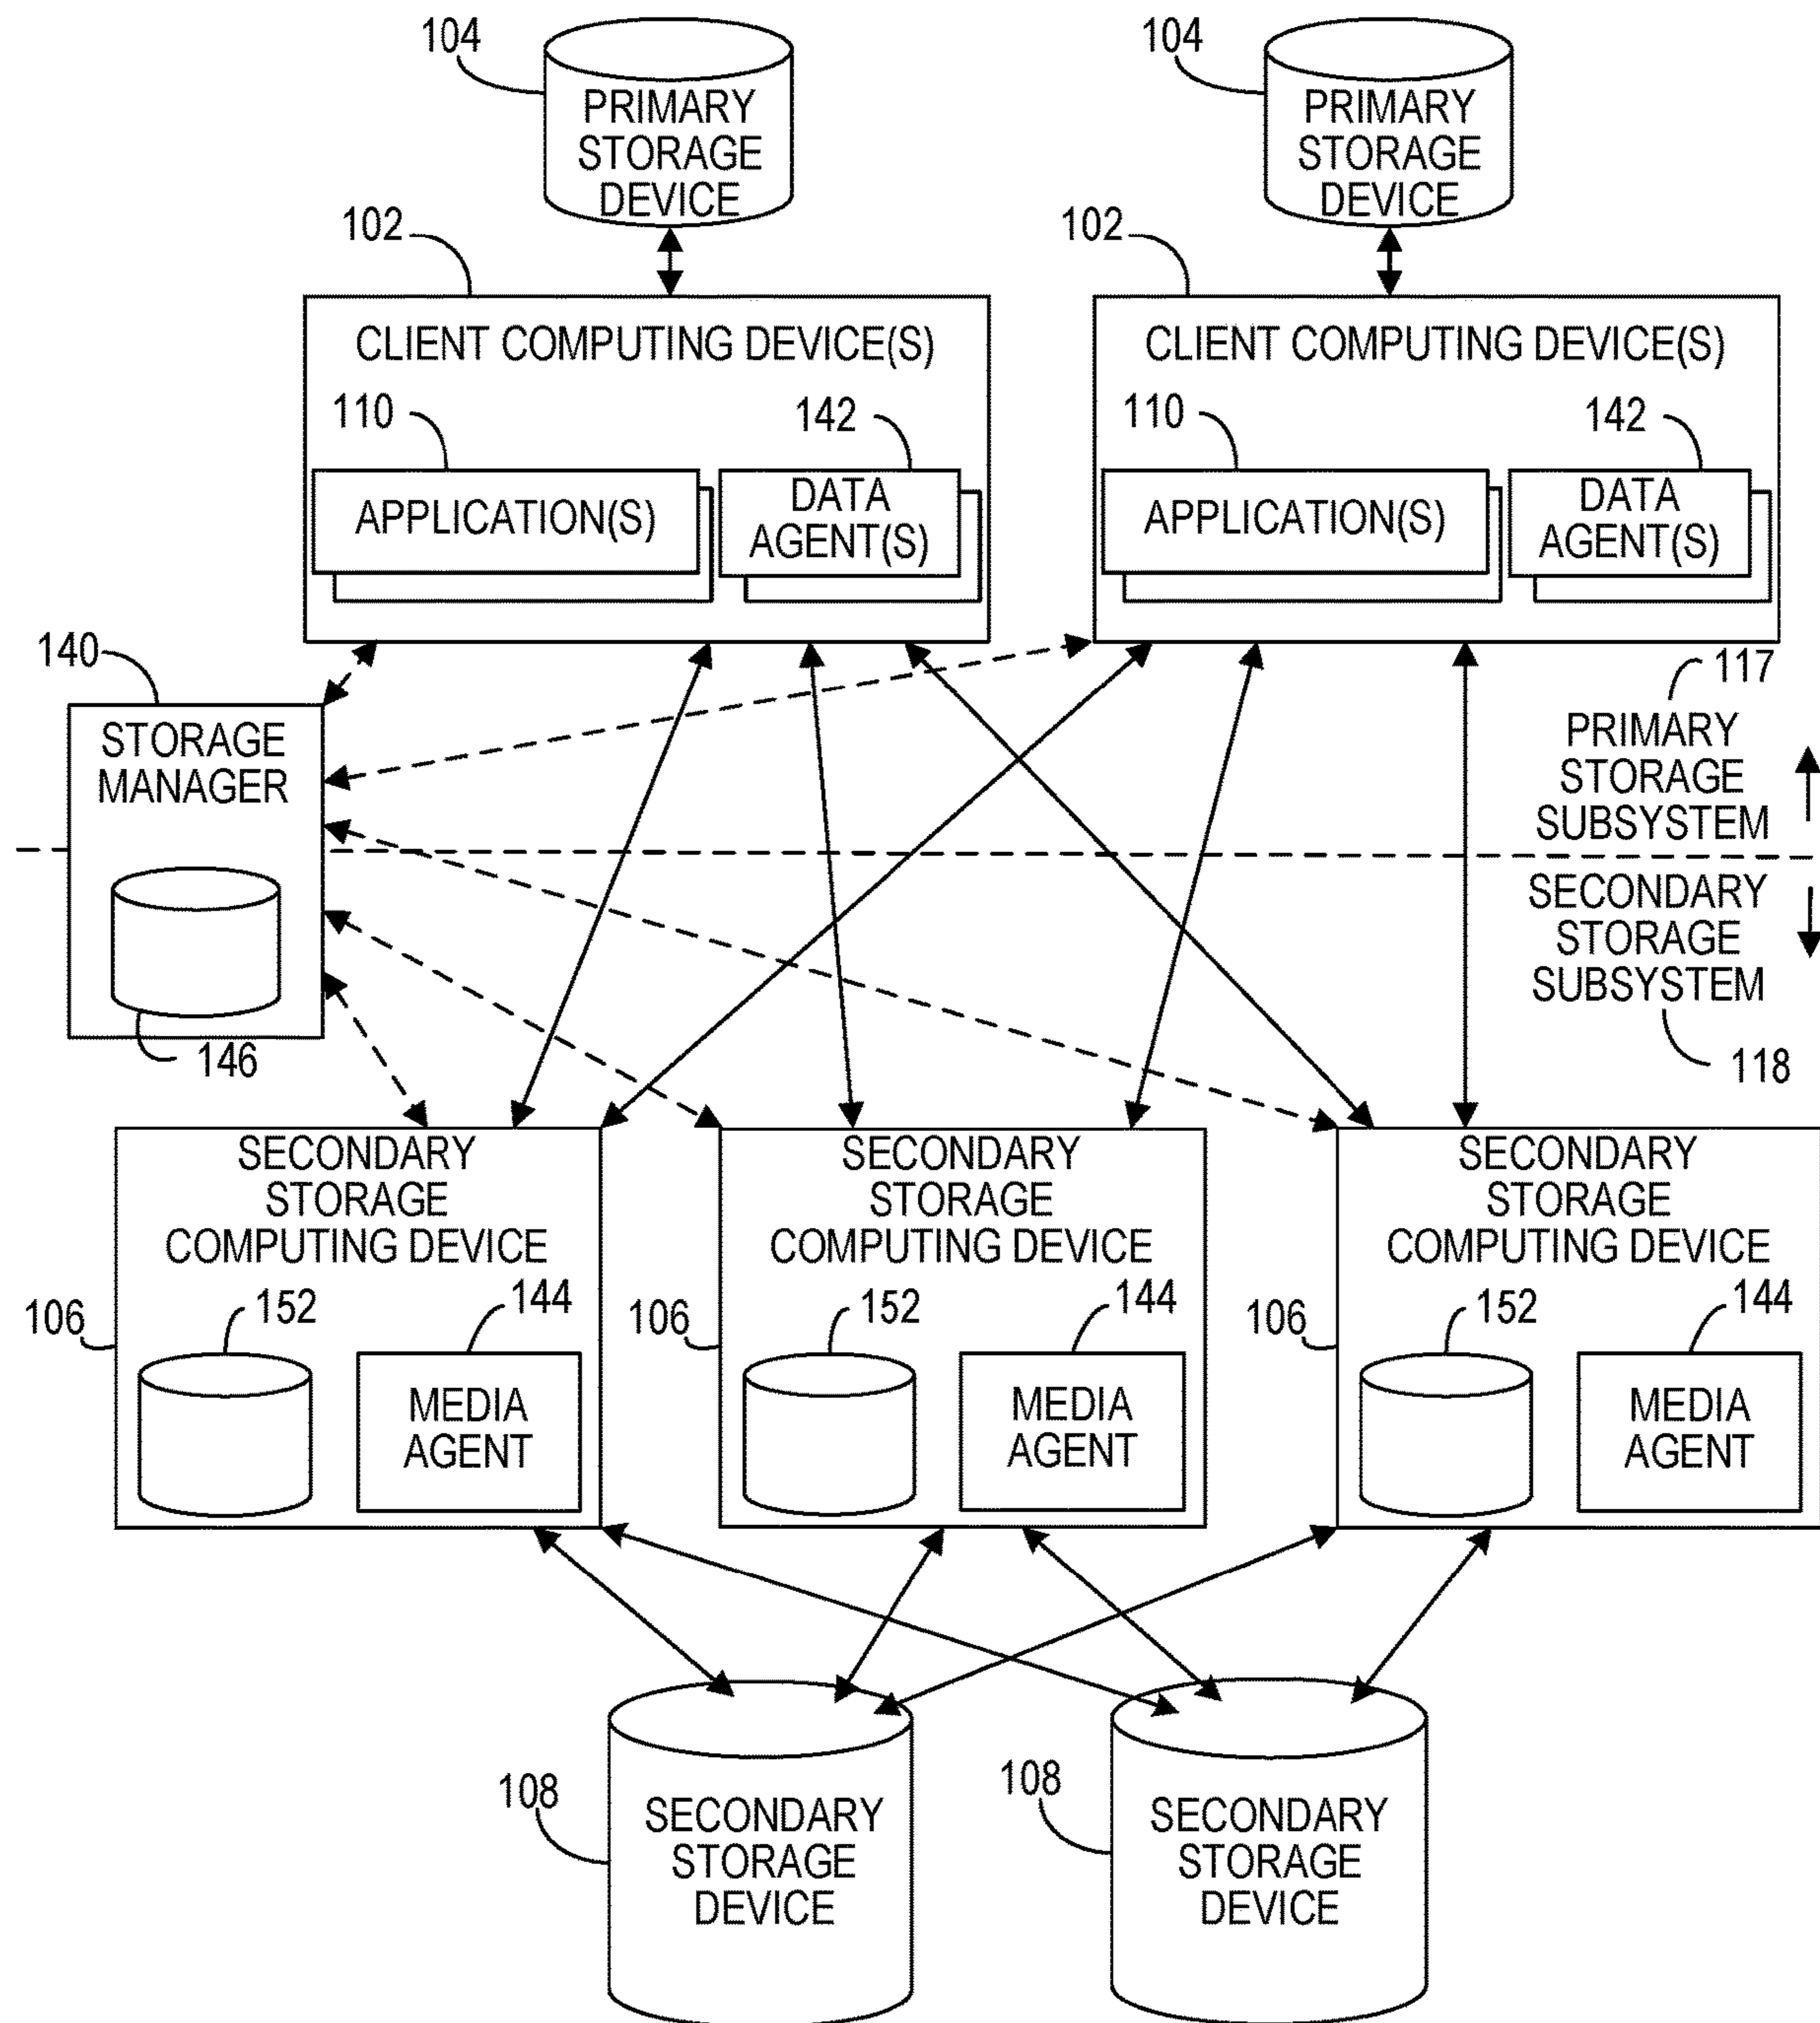 104
104
PRIMARY
STORAGE
DEVICE
PRIMARY
STORAGE
DEVICE
102
102
CLIENT COMPUTING DEVICE(S)
CLIENT COMPUTING DEVICE(S)
110
142
110
142
APPLICATION(S)
DATA
AGENT(S)
APPLICATION(S)
DATA
AGENT(S)
140
STORAGE
MANAGER
146
117
PRIMARY
STORAGE
SUBSYSTEM
SECONDARY
STORAGE
SUBSYSTEM
118
SECONDARY
STORAGE
COMPUTING DEVICE
SECONDARY
STORAGE
COMPUTING DEVICE
SECONDARY
STORAGE
COMPUTING DEVICE
106
152
144
106
152
144
106
152
144
MEDIA
AGENT
MEDIA
AGENT
MEDIA
AGENT
108
SECONDARY
STORAGE
DEVICE
108
SECONDARY
STORAGE
DEVICE